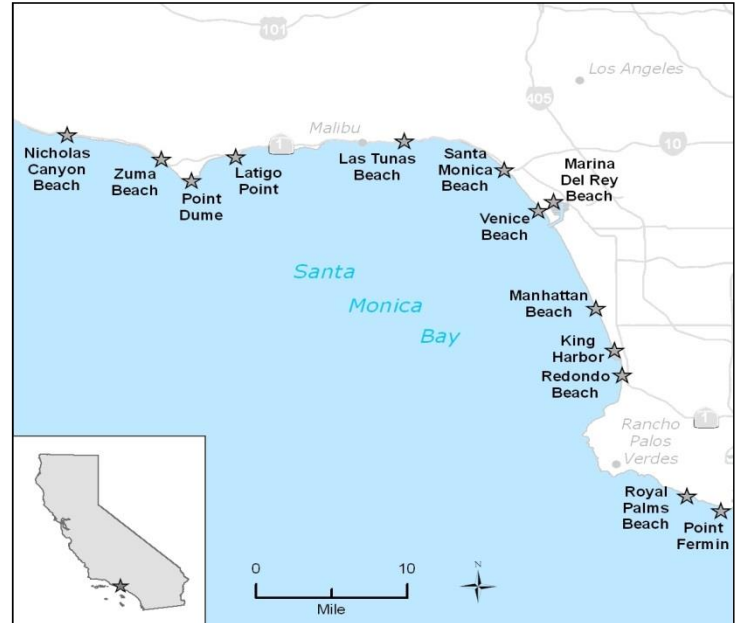 101
Los Angeles
405
Malibu
1
10
Nicholas
Canyon
Beach
Zuma
Beach
Point
Dume
Latigo
Point
Las Tunas
Beach
Santa
Monica
Beach
Marina
Del Rey
Beach
Venice
Beach
Santa
Monica
Bay
Manhattan
Beach
King
Harbor
Redondo
Beach
1
Rancho
Palos
Verdes
Royal
Palms
Beach
Point
Fermin
0
10
Mile
N